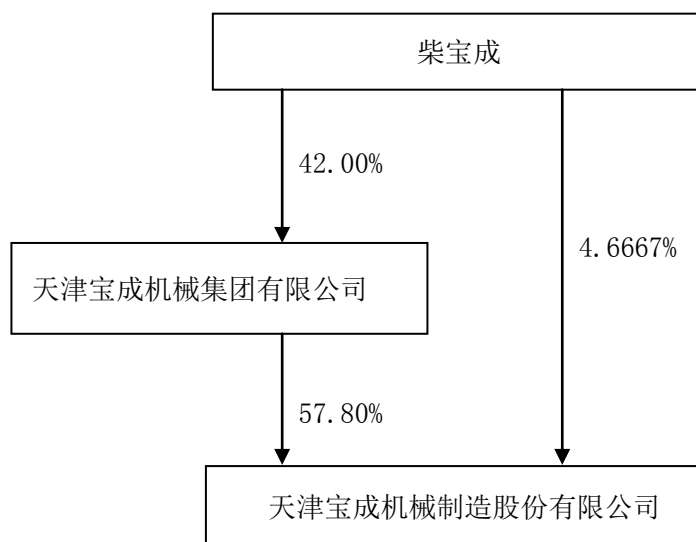 柴宝成
42.00%
4.6667%
天津宝成机械集团有限公司
57.80%
天津宝成机械制造股份有限公司